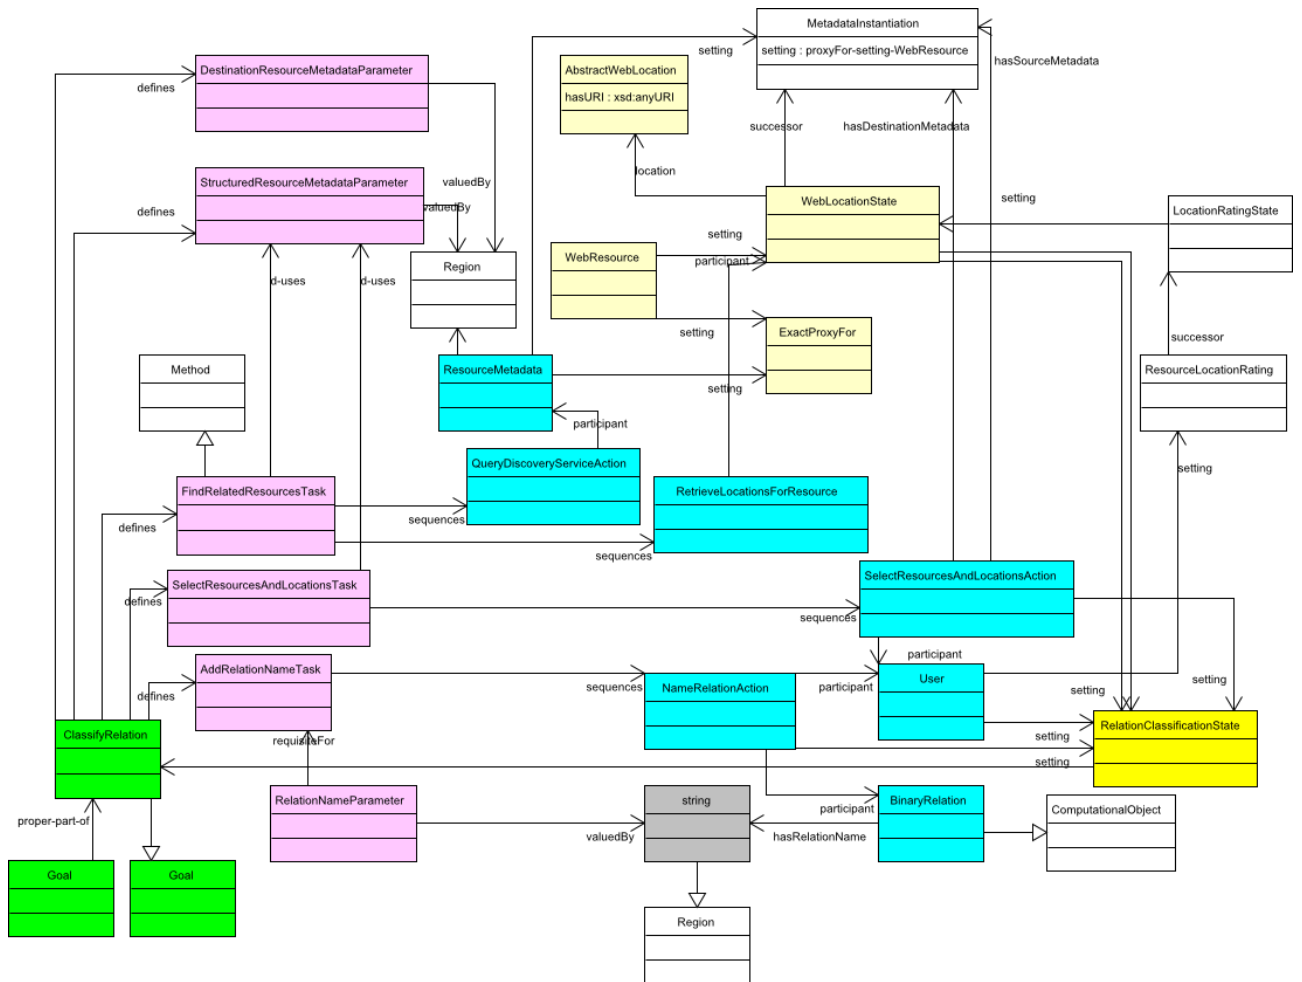 MetadataInstantiation
setting : proxyFor-setting-WebResource
setting
hasSourceMetadata
DestinationResourceMetadataParameter
defines
AbstractWebLocation
hasURI : xsd:anyURI
successor
hasDestinationMetadata
location
StructuredResourceMetadataParameter
valuedBy
valuedBy
defines
WebLocationState
setting
LocationRatingState
setting
participant
WebResource
Region
d-uses
d-uses
setting
ExactProxyFor
successor
Method
ResourceMetadata
setting
ResourceLocationRating
participant
QueryDiscoveryServiceAction
setting
FindRelatedResourcesTask
RetrieveLocationsForResource
sequences
defines
sequences
SelectResourcesAndLocationsTask
SelectResourcesAndLocationsAction
defines
sequences
participant
AddRelationNameTask
User
setting
sequences
NameRelationAction
participant
setting
defines
RelationClassificationState
ClassifyRelation
requisiteFor
setting
setting
RelationNameParameter
string
BinaryRelation
participant
ComputationalObject
proper-part-of
valuedBy
hasRelationName
Goal
Goal
Region